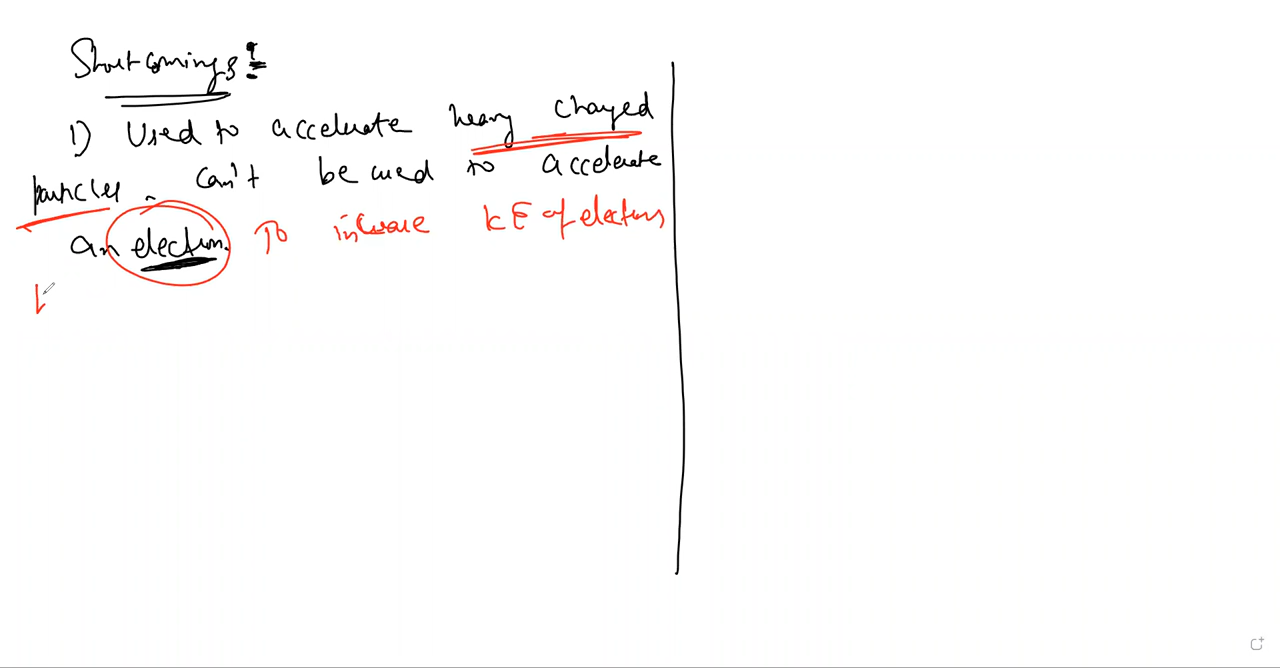 Shortcomings:
1) Used to accelerate heavy charged
particles. Can't be used to accelerate
an electron. To increase KE of electrons